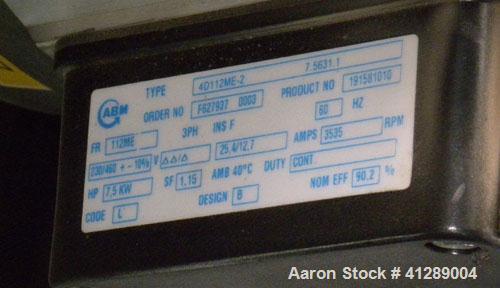 ABM
TYPE 4D112ME-2 7.5631.1
ORDER NO F627937 0003 PRODUCT NO 191581010
FR 112ME 3PH INS F 60 HZ
230/460 + - 10% V △△/△ 25,4/12,7 AMPS 3535 RPM
HP 7,5 KW SF 1.15 AMB 40°C DUTY CONT
CODE L DESIGN B NOM EFF 90.2 %
Aaron Stock # 41289004